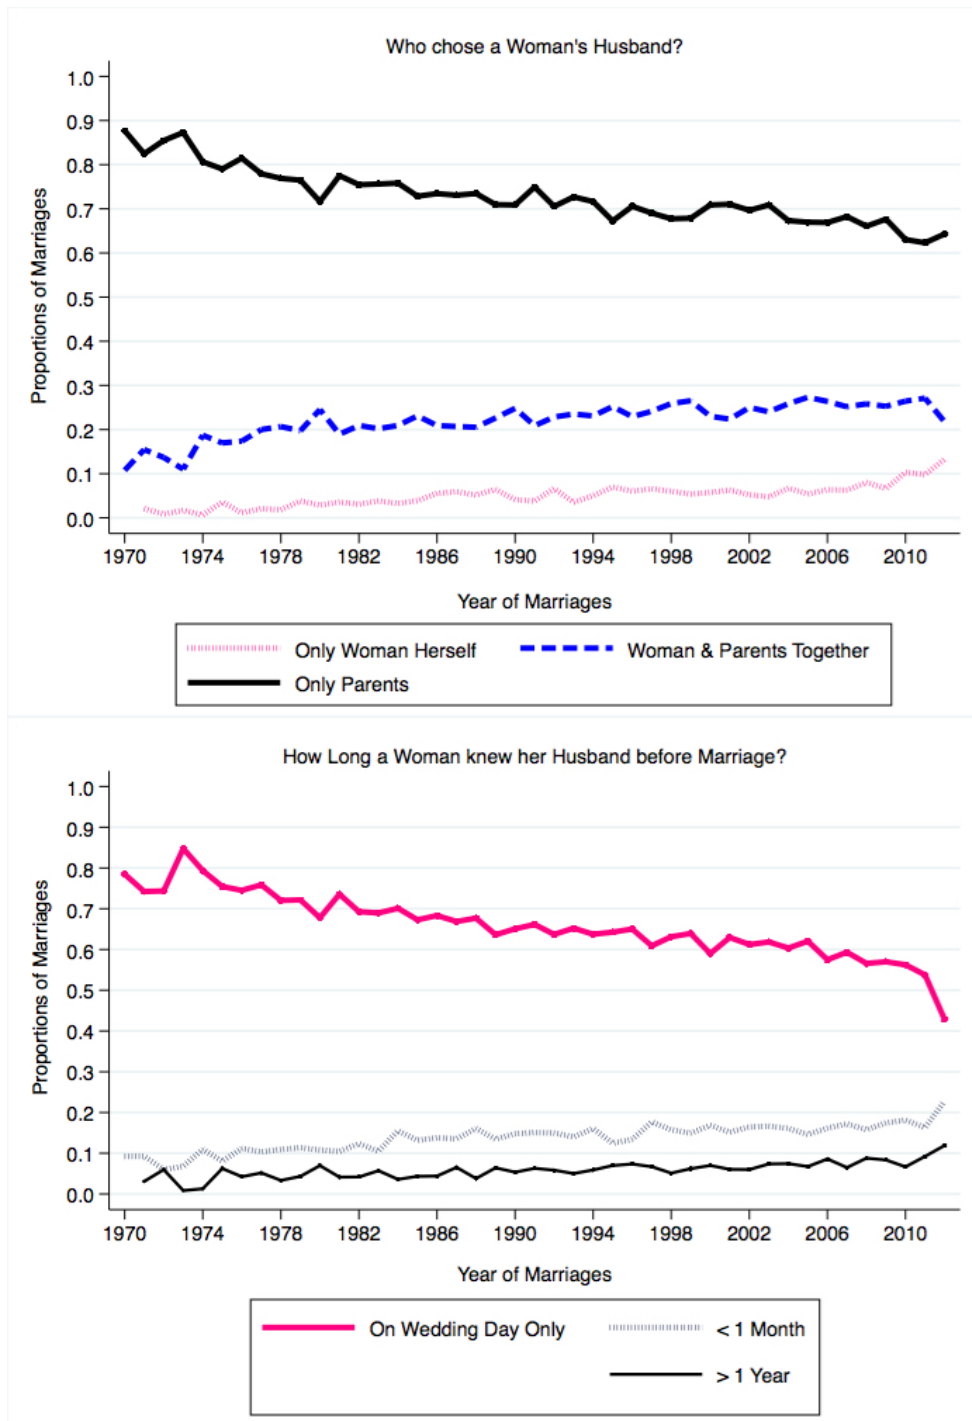 Who chose a Woman's Husband?
1.0
0.9
0.8
0.7
0.6
0.5
0.4
0.3
0.2
0.1
0.0
Proportions of Marriages
1970 1974 1978 1982 1986 1990 1994 1998 2002 2006 2010
Year of Marriages
Only Woman Herself Woman & Parents Together
Only Parents
How Long a Woman knew her Husband before Marriage?
1.0
0.9
0.8
0.7
0.6
0.5
0.4
0.3
0.2
0.1
0.0
Proportions of Marriages
1970 1974 1978 1982 1986 1990 1994 1998 2002 2006 2010
Year of Marriages
On Wedding Day Only < 1 Month
> 1 Year